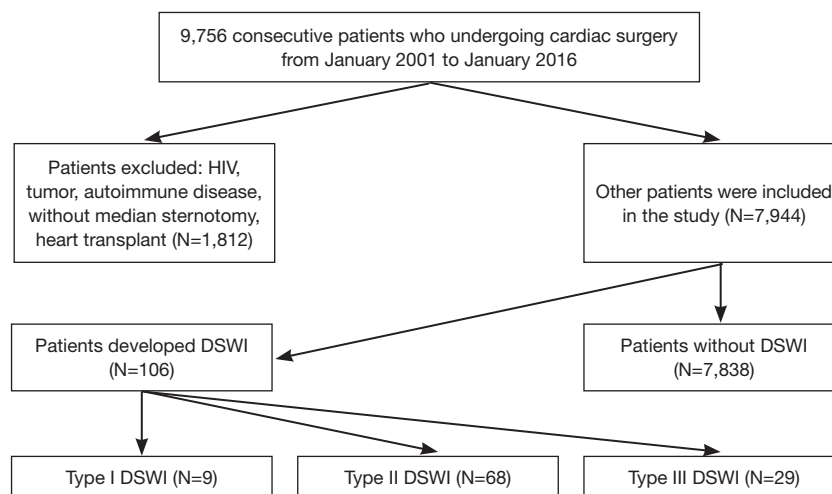 9,756 consecutive patients who undergoing cardiac surgery
from January 2001 to January 2016
Patients excluded: HIV,
tumor, autoimmune disease,
without median sternotomy,
heart transplant (N=1,812)
Other patients were included
in the study (N=7,944)
Patients developed DSWI
(N=106)
Patients without DSWI
(N=7,838)
Type I DSWI (N=9)
Type II DSWI (N=68)
Type III DSWI (N=29)